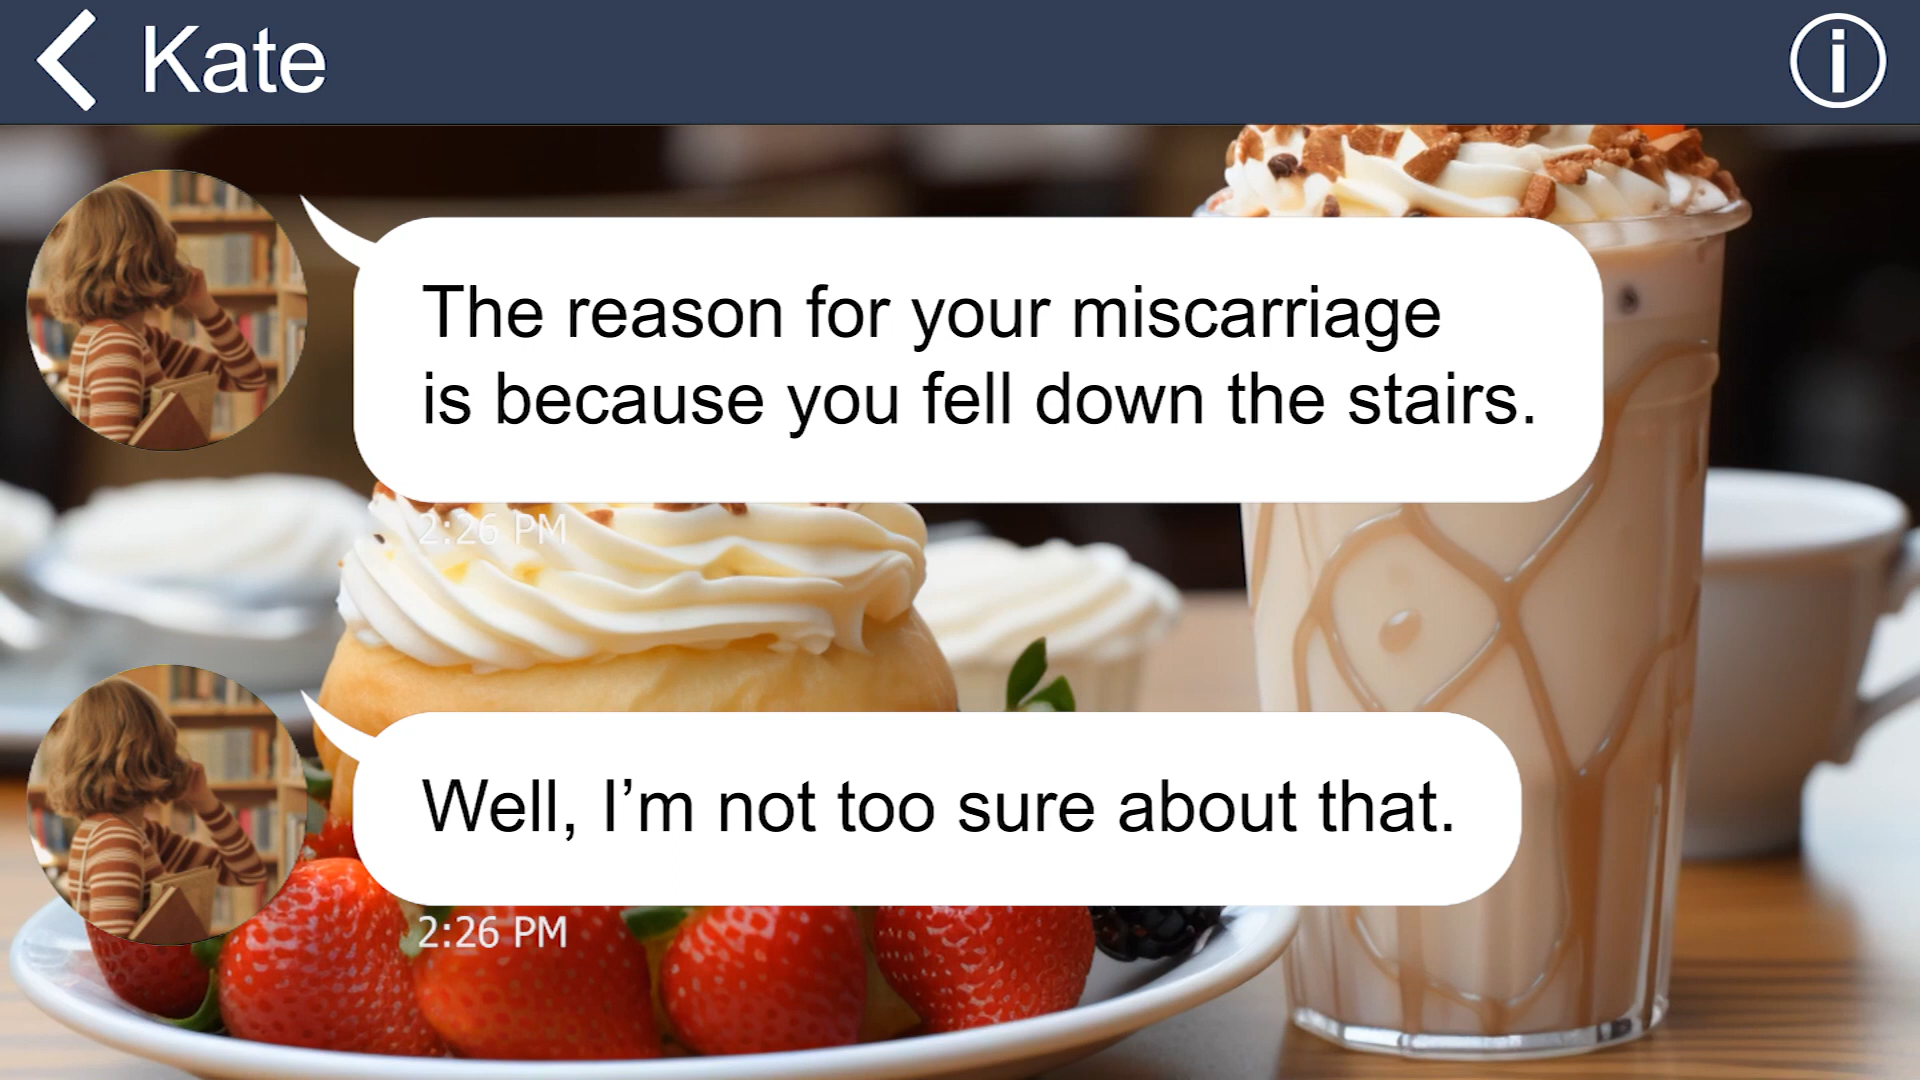 Kate
The reason for your miscarriage
is because you fell down the stairs.
2:26 PM
Well, I’m not too sure about that.
2:26 PM